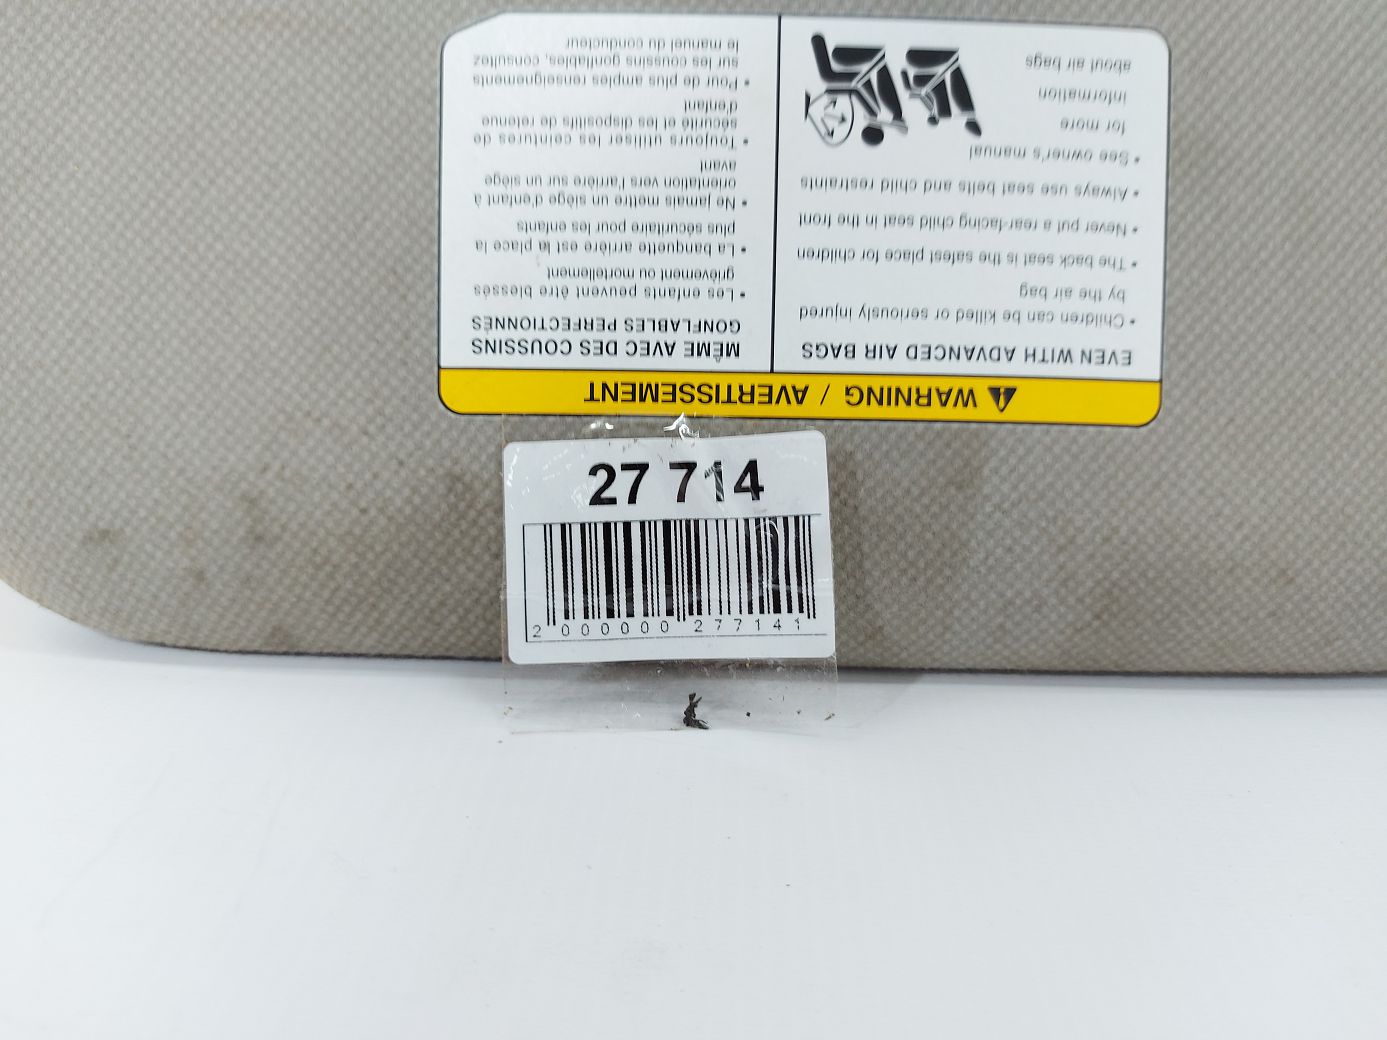 ⚠ WARNING / AVERTISSEMENT
EVEN WITH ADVANCED AIR BAGS
• Children can be killed or seriously injured
by the air bag
• The back seat is the safest place for children
• Never put a rear-facing child seat in the front
• Always use seat belts and child restraints
• See owner's manual
for more
information
about air bags
MÊME AVEC DES COUSSINS
GONFLABLES PERFECTIONNÉS
• Les enfants peuvent être blessés
grièvement ou mortellement
• La banquette arrière est la place la
plus sécuritaire pour les enfants
• Ne jamais mettre un siège d'enfant à
orientation vers l'arrière sur un siège
avant
• Toujours utiliser les ceintures de
sécurité et les dispositifs de retenue
d'enfant
• Pour de plus amples renseignements
sur les coussins gonflables, consultez
le manuel du conducteur
27 714
2 000000 277141